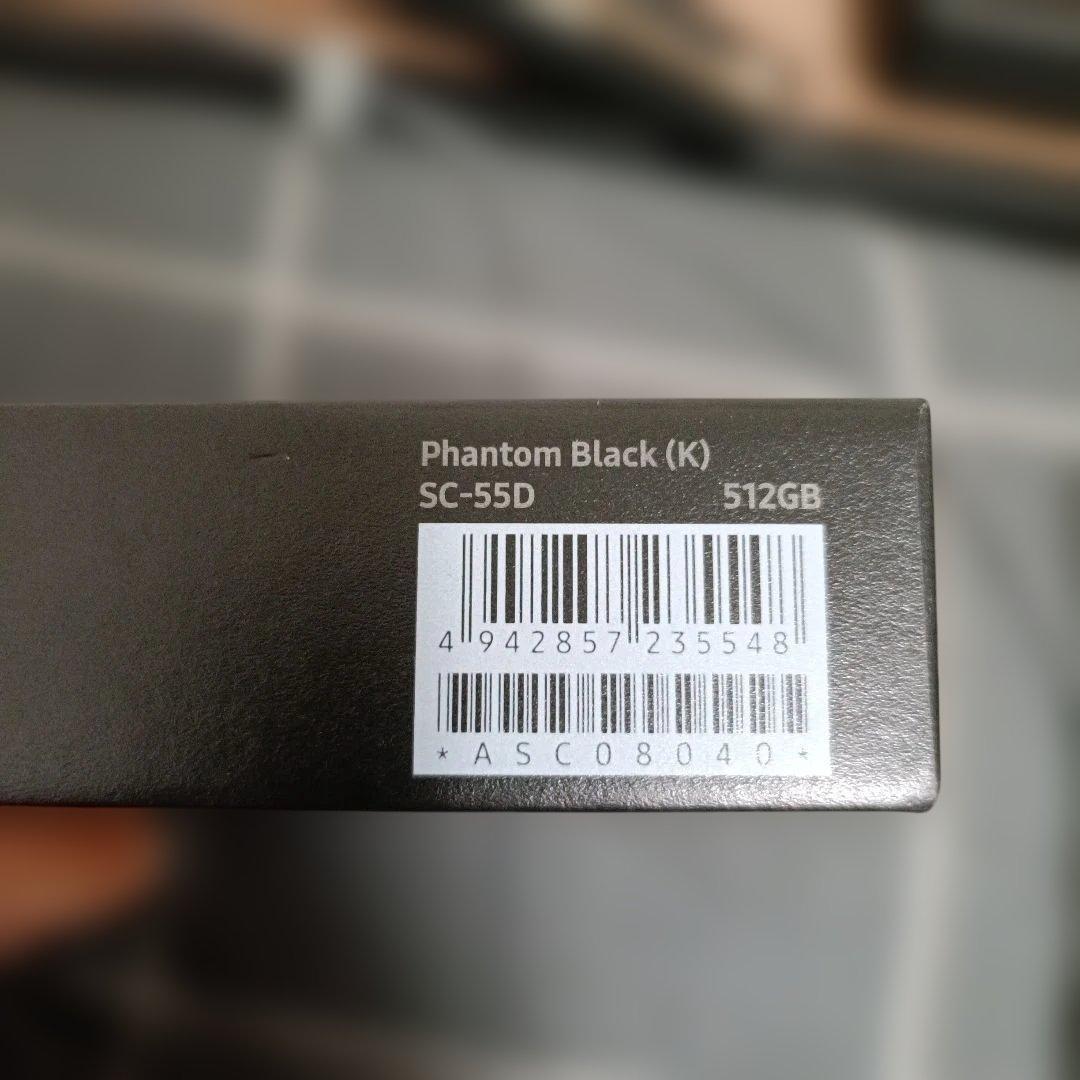 Phantom Black (K)
SC-55D 512GB
4 942857 235548
*ASC08040*